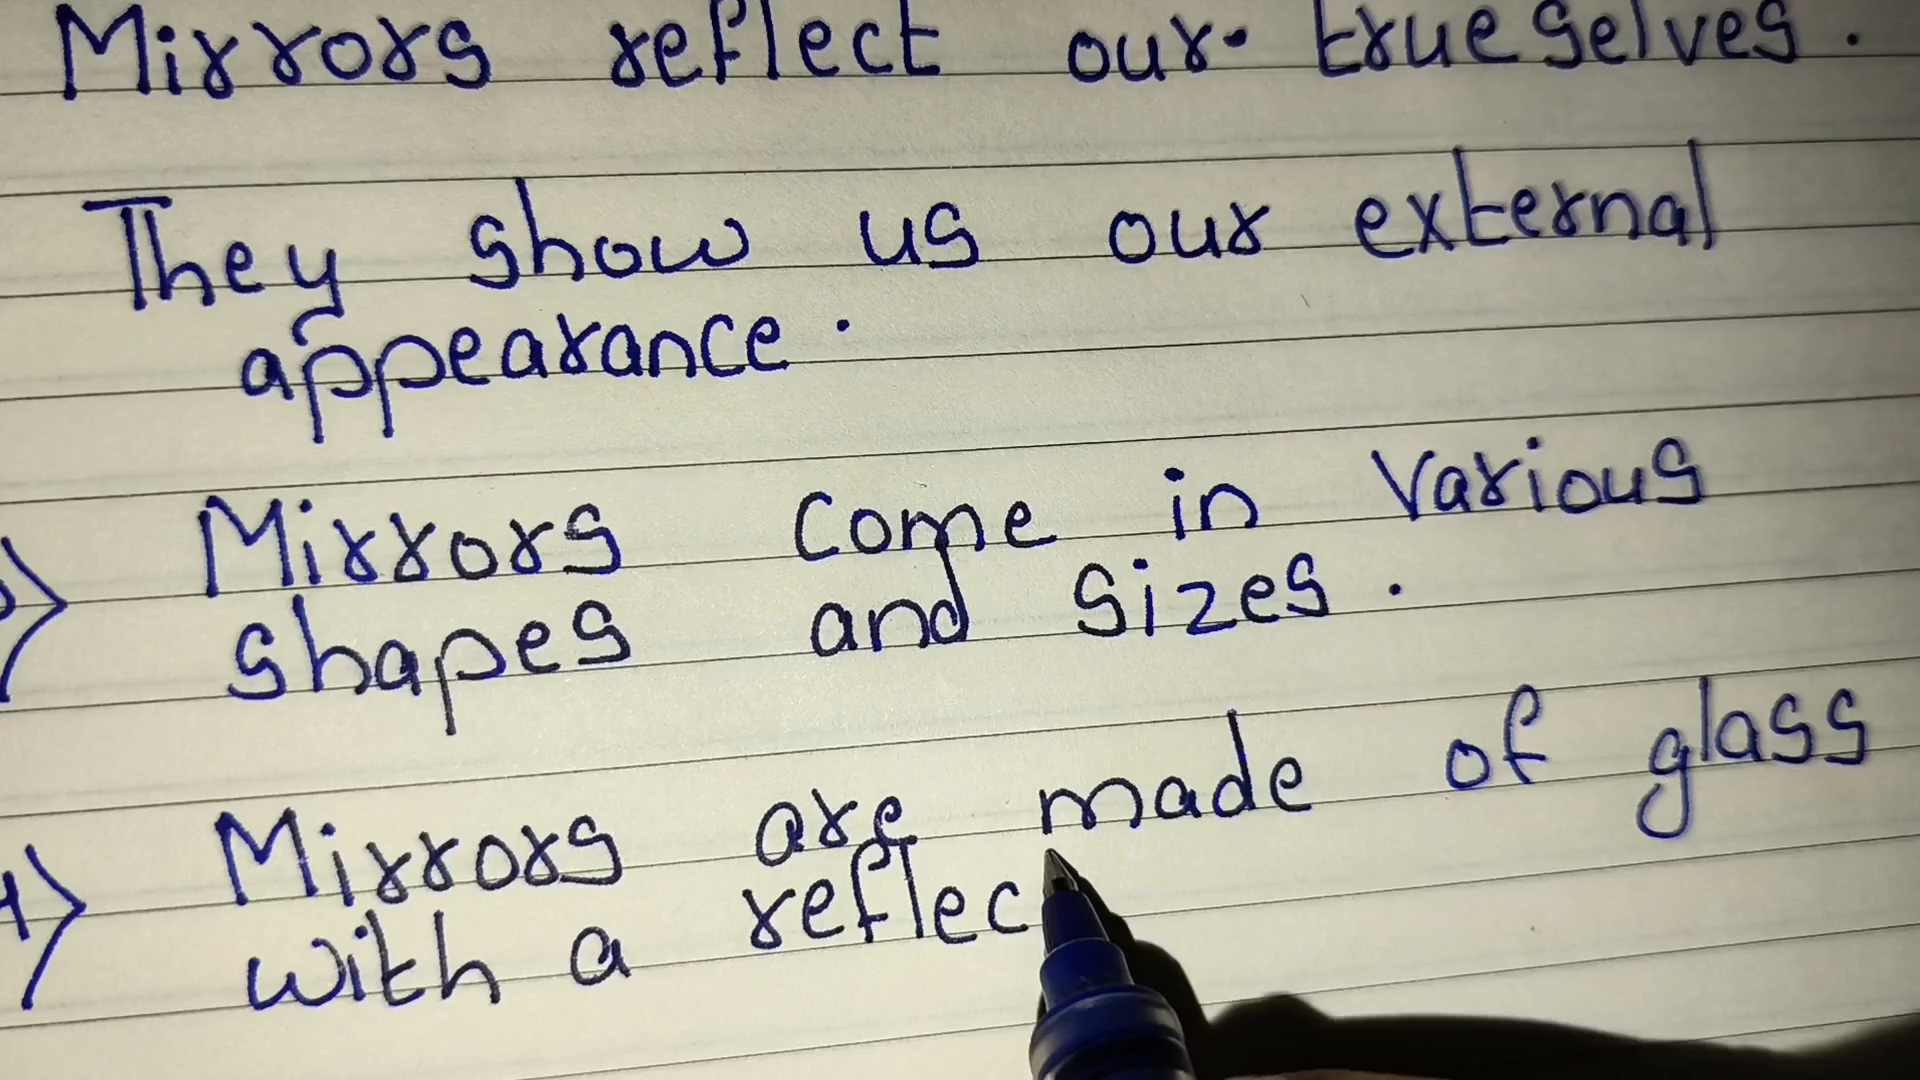 Mirrors reflect our. true selves.
They show us our external
appearance.
Mirrors come in various
shapes and sizes.
4) Mirrors are made of glass
with a reflec